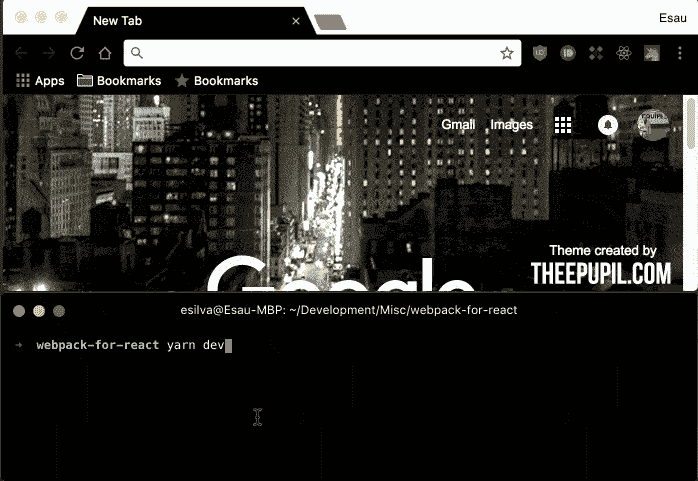 New Tab
Esau
Apps Bookmarks Bookmarks
Gmail Images
Google
Theme created by
THEEPUPIL.COM
esilva@Esau-MBP: ~/Development/Misc/webpack-for-react
➜ webpack-for-react yarn dev